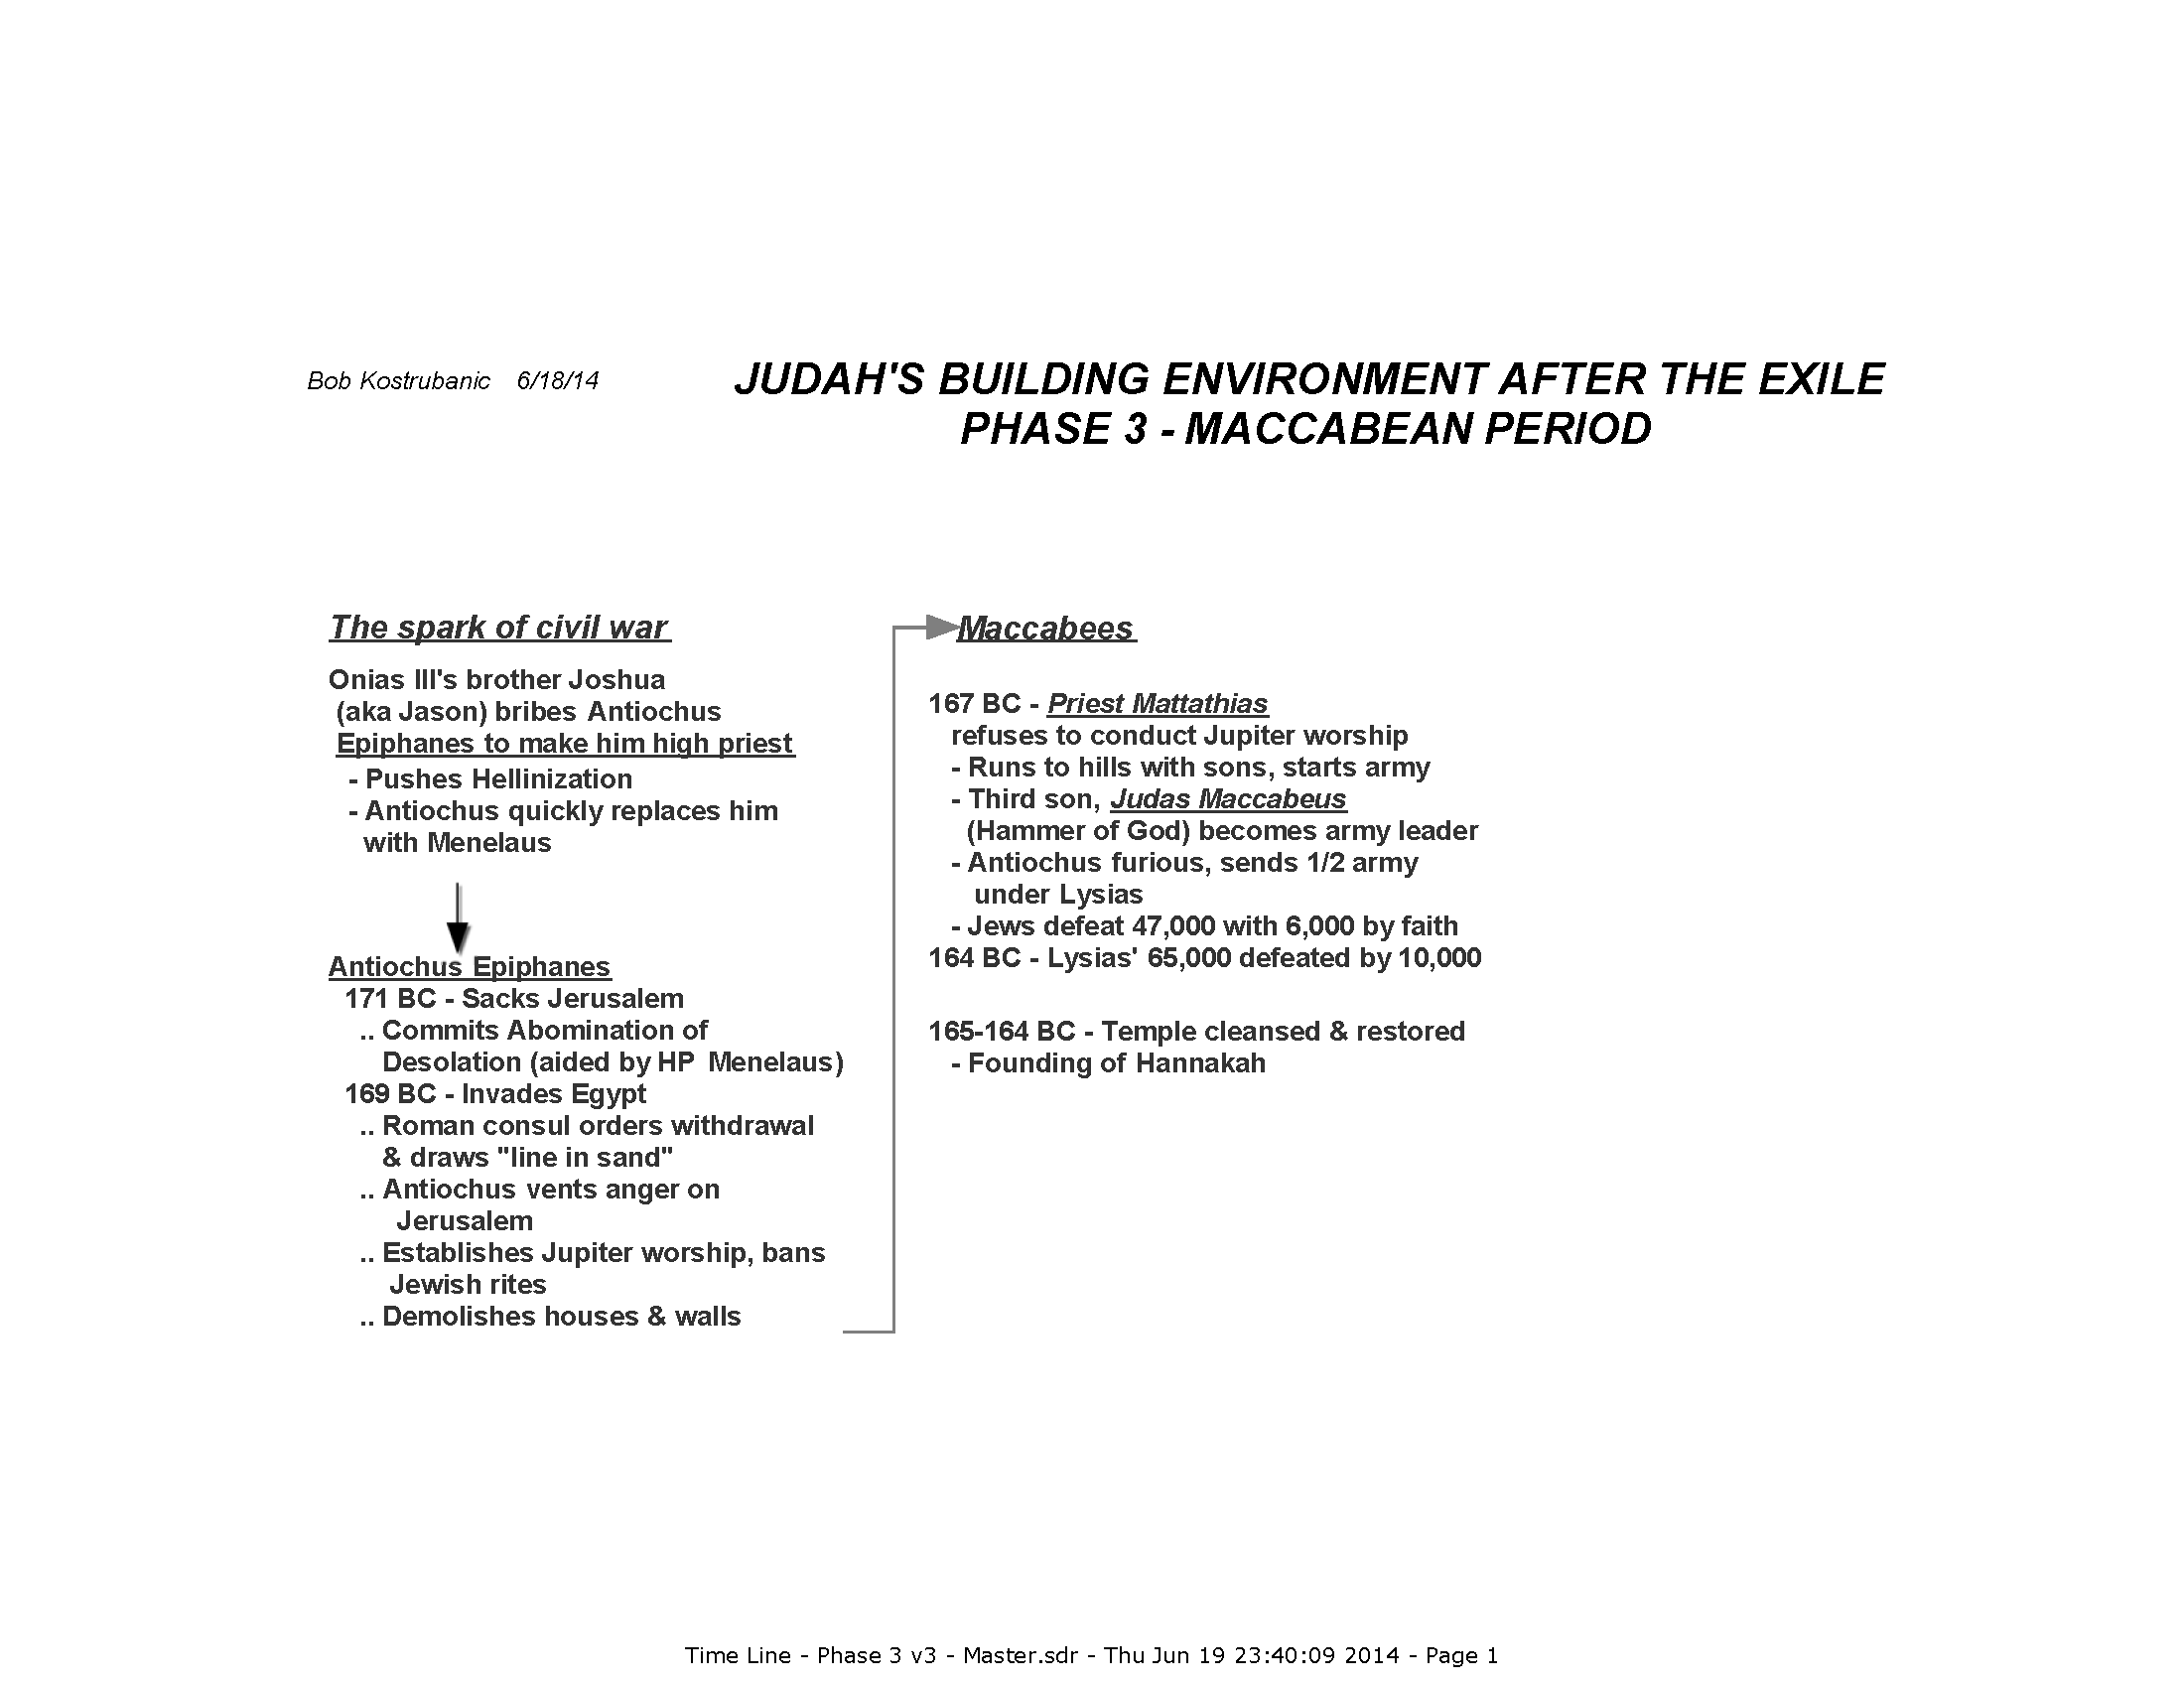 Bob Kostrubanic 6/18/14
JUDAH'S BUILDING ENVIRONMENT AFTER THE EXILE
PHASE 3 - MACCABEAN PERIOD
The spark of civil war
Onias III's brother Joshua
(aka Jason) bribes Antiochus
Epiphanes to make him high priest
- Pushes Hellinization
- Antiochus quickly replaces him
with Menelaus
Antiochus Epiphanes
171 BC - Sacks Jerusalem
.. Commits Abomination of
Desolation (aided by HP Menelaus)
169 BC - Invades Egypt
.. Roman consul orders withdrawal
& draws "line in sand"
.. Antiochus vents anger on
Jerusalem
.. Establishes Jupiter worship, bans
Jewish rites
.. Demolishes houses & walls
Maccabees
167 BC - Priest Mattathias
refuses to conduct Jupiter worship
- Runs to hills with sons, starts army
- Third son, Judas Maccabeus
(Hammer of God) becomes army leader
- Antiochus furious, sends 1/2 army
under Lysias
- Jews defeat 47,000 with 6,000 by faith
164 BC - Lysias' 65,000 defeated by 10,000
165-164 BC - Temple cleansed & restored
- Founding of Hannakah
Time Line - Phase 3 v3 - Master.sdr - Thu Jun 19 23:40:09 2014 - Page 1